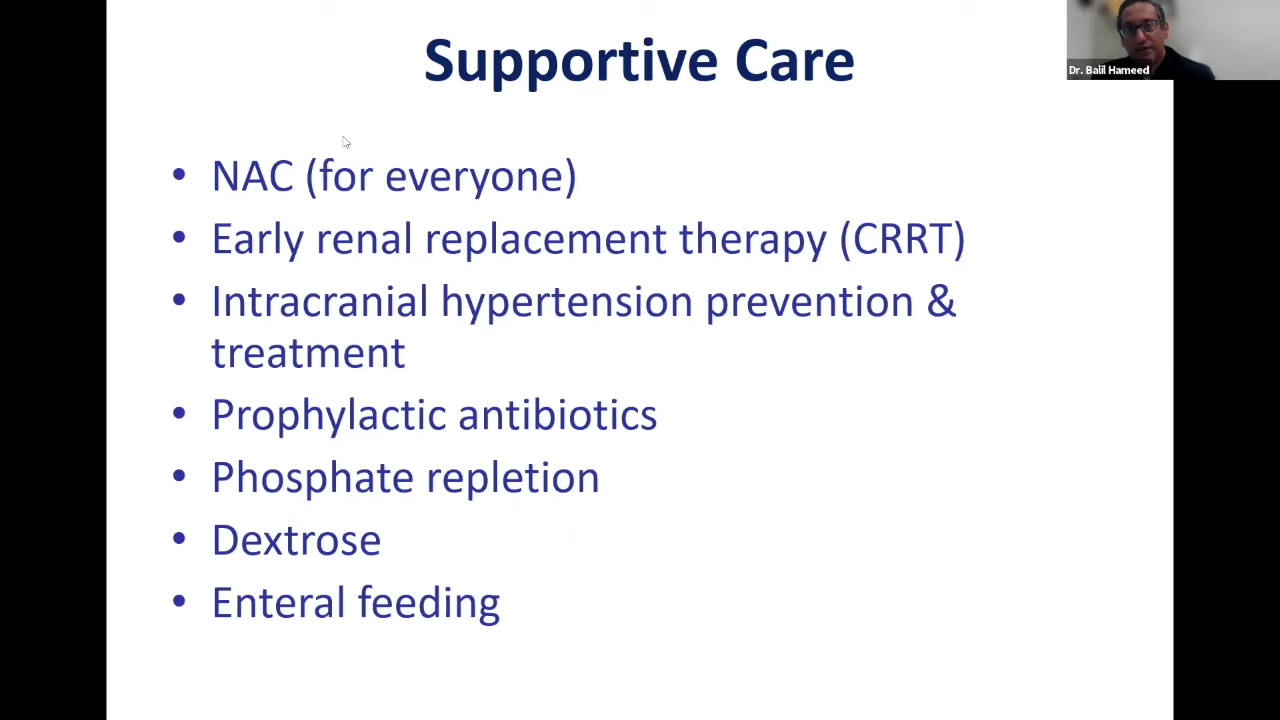 Supportive Care
Dr. Balil Hameed
• NAC (for everyone)
• Early renal replacement therapy (CRRT)
• Intracranial hypertension prevention &
treatment
• Prophylactic antibiotics
• Phosphate repletion
• Dextrose
• Enteral feeding